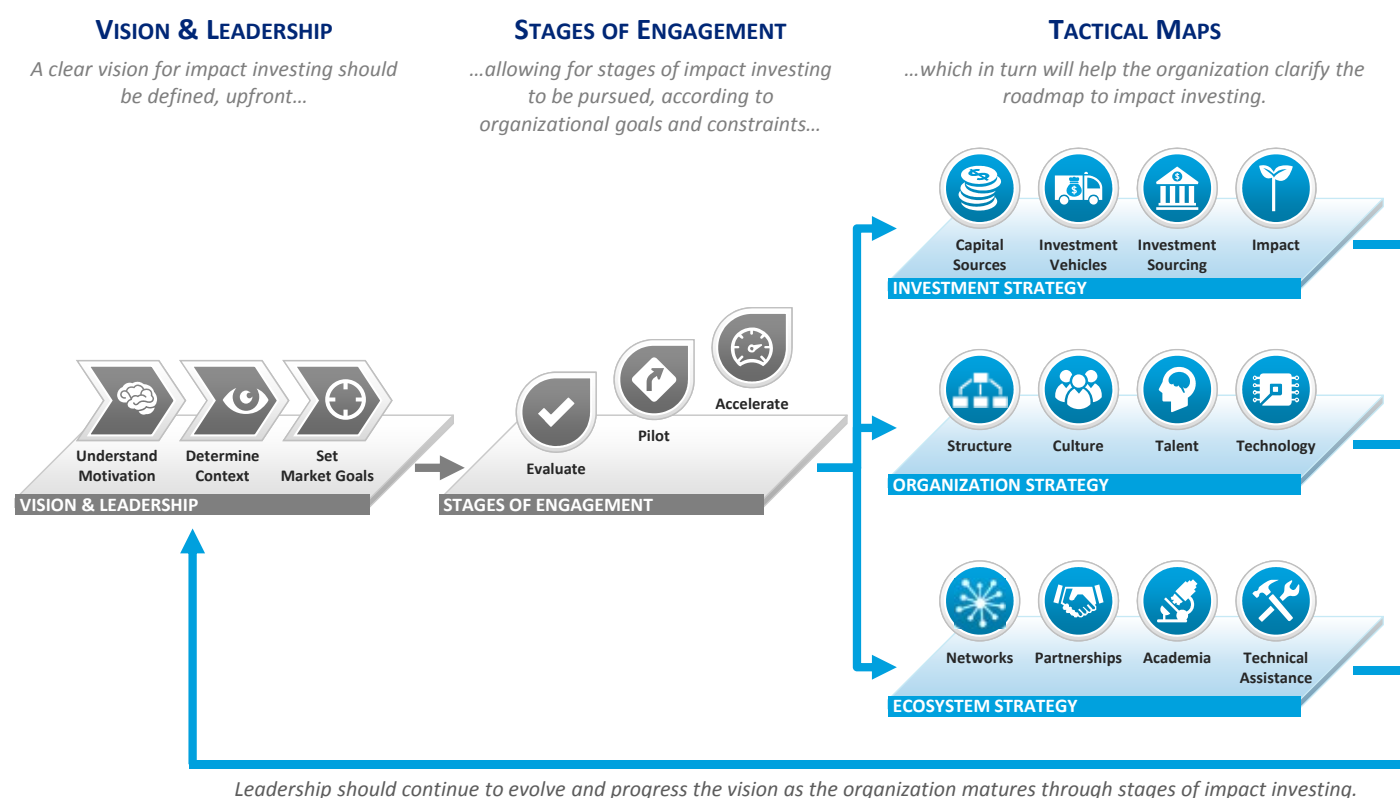 VISION & LEADERSHIP
A clear vision for impact investing should
be defined, upfront…
STAGES OF ENGAGEMENT
…allowing for stages of impact investing
to be pursued, according to
organizational goals and constraints…
TACTICAL MAPS
…which in turn will help the organization clarify the
roadmap to impact investing.
Understand
Motivation
Determine
Context
Set
Market Goals
VISION & LEADERSHIP
Evaluate
Pilot
Accelerate
STAGES OF ENGAGEMENT
Capital
Sources
Investment
Vehicles
Investment
Sourcing
Impact
INVESTMENT STRATEGY
Structure
Culture
Talent
Technology
ORGANIZATION STRATEGY
Networks
Partnerships
Academia
Technical
Assistance
ECOSYSTEM STRATEGY
Leadership should continue to evolve and progress the vision as the organization matures through stages of impact investing.